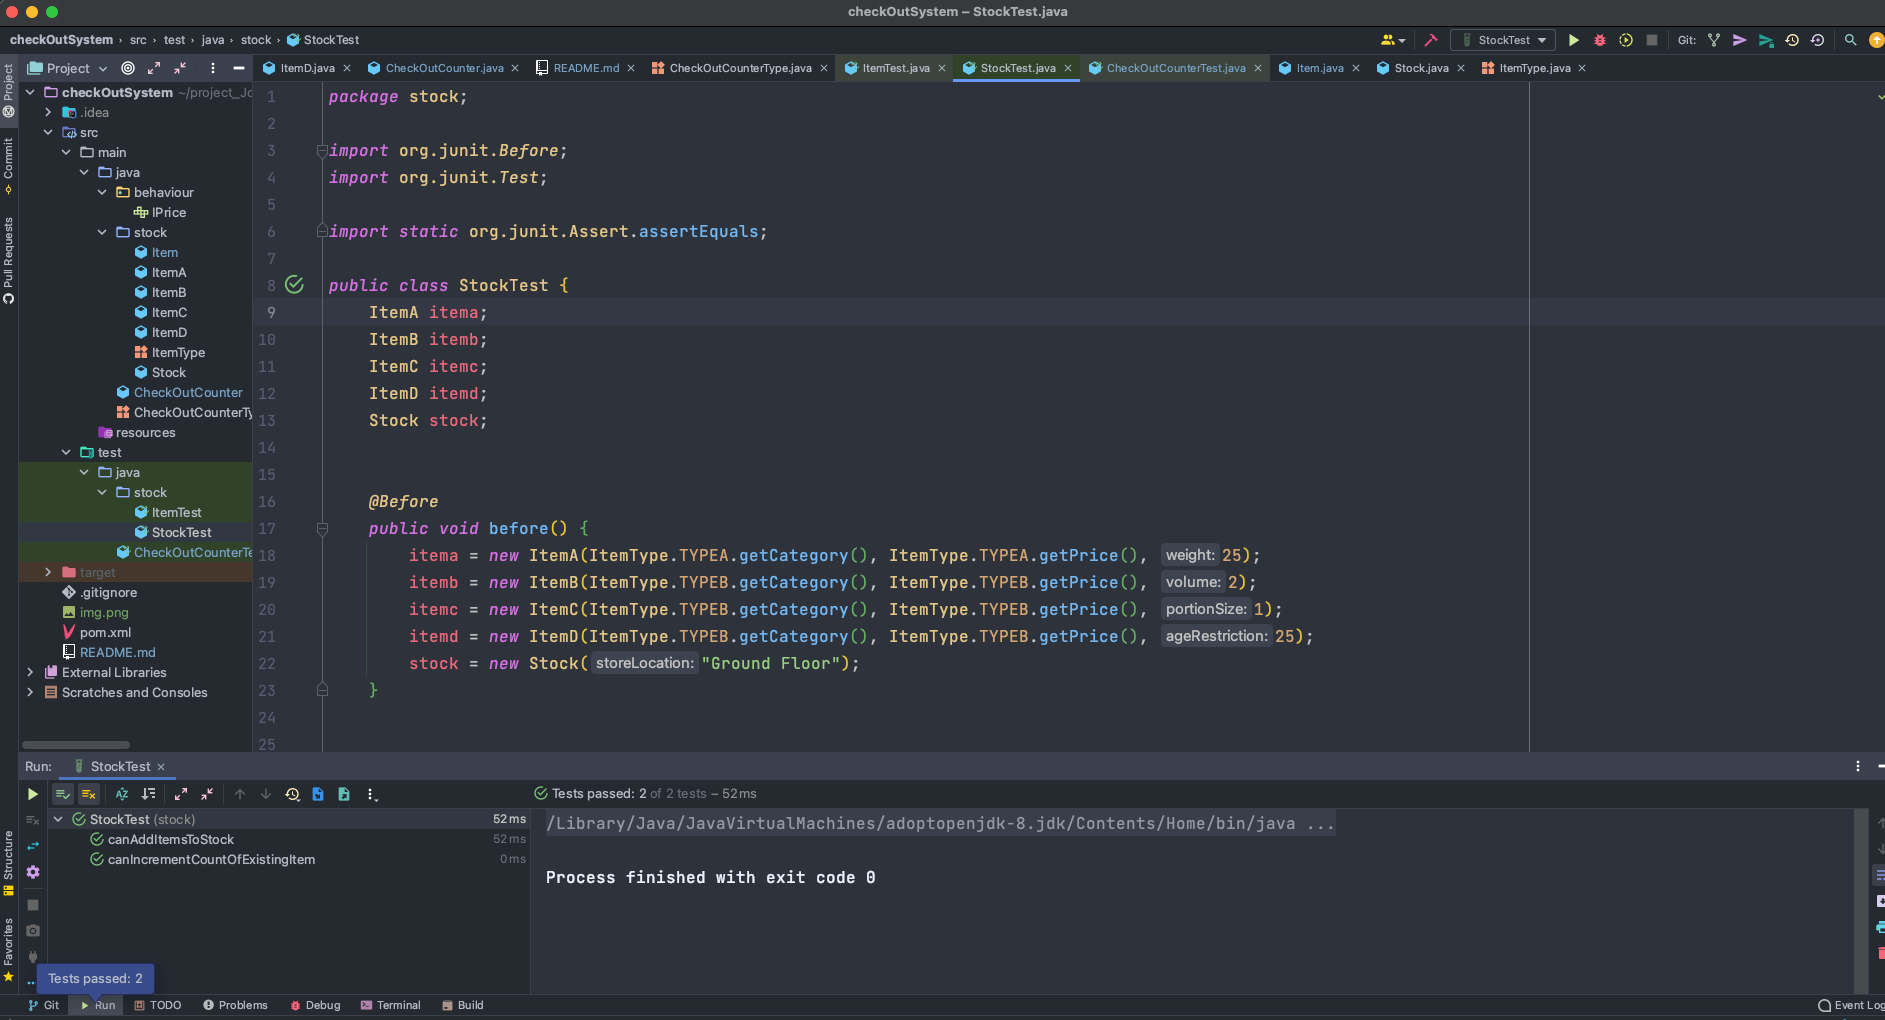 checkOutSystem – StockTest.java
checkOutSystem › src › test › java › stock › StockTest
StockTest Git:
Project
ItemD.java CheckOutCounter.java README.md CheckOutCounterType.java ItemTest.java StockTest.java CheckOutCounterTest.java Item.java Stock.java ItemType.java
Project
Commit
Pull Requests
Structure
Favorites
checkOutSystem
.idea
src
main
java
behaviour
IPrice
stock
Item
ItemA
ItemB
ItemC
ItemD
ItemType
Stock
CheckOutCounter
CheckOutCounterTy
resources
test
java
stock
ItemTest
StockTest
CheckOutCounterTe
target
.gitignore
img.png
pom.xml
README.md
External Libraries
Scratches and Consoles
1 package stock;
2
3 import org.junit.Before;
4 import org.junit.Test;
5
6 import static org.junit.Assert.assertEquals;
7
8 public class StockTest {
9 ItemA itema;
10 ItemB itemb;
11 ItemC itemc;
12 ItemD itemd;
13 Stock stock;
14
15
16 @Before
17 public void before() {
18 itema = new ItemA(ItemType.TYPEA.getCategory(), ItemType.TYPEA.getPrice(), weight: 25);
19 itemb = new ItemB(ItemType.TYPEB.getCategory(), ItemType.TYPEB.getPrice(), volume: 2);
20 itemc = new ItemC(ItemType.TYPEB.getCategory(), ItemType.TYPEB.getPrice(), portionSize: 1);
21 itemd = new ItemD(ItemType.TYPEB.getCategory(), ItemType.TYPEB.getPrice(), ageRestriction: 25);
22 stock = new Stock( storeLocation: "Ground Floor");
23 }
24
25
Run: StockTest
Tests passed: 2 of 2 tests – 52 ms
StockTest (stock) 52 ms
canAddItemsToStock 52 ms
canIncrementCountOfExistingItem 0 ms
/Library/Java/JavaVirtualMachines/adoptopenjdk-8.jdk/Contents/Home/bin/java ...
Process finished with exit code 0
Tests passed: 2
Git Run TODO Problems Debug Terminal Build Event Log